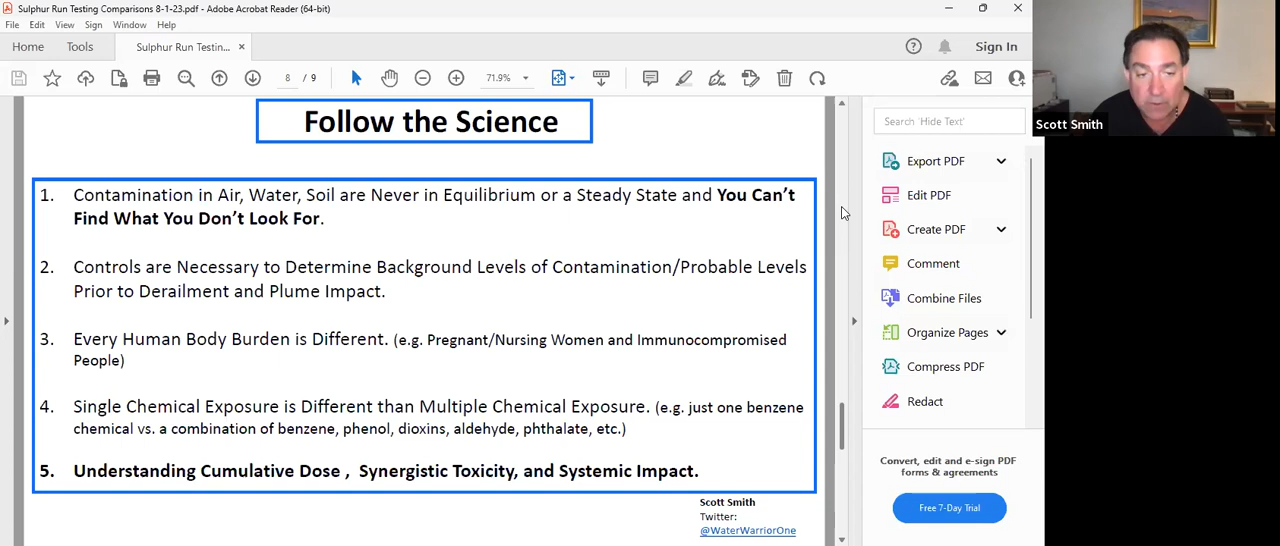 Sulphur Run Testing Comparisons 8-1-23.pdf - Adobe Acrobat Reader (64-bit)
File Edit View Sign Window Help
Home Tools Sulphur Run Testin... × Sign In
8 / 9 71.9%
Follow the Science
1. Contamination in Air, Water, Soil are Never in Equilibrium or a Steady State and You Can't
Find What You Don't Look For.
2. Controls are Necessary to Determine Background Levels of Contamination/Probable Levels
Prior to Derailment and Plume Impact.
3. Every Human Body Burden is Different. (e.g. Pregnant/Nursing Women and Immunocompromised
People)
4. Single Chemical Exposure is Different than Multiple Chemical Exposure. (e.g. just one benzene
chemical vs. a combination of benzene, phenol, dioxins, aldehyde, phthalate, etc.)
5. Understanding Cumulative Dose , Synergistic Toxicity, and Systemic Impact.
Scott Smith
Twitter:
@WaterWarriorOne
Search 'Hide Text'
Export PDF
Edit PDF
Create PDF
Comment
Combine Files
Organize Pages
Compress PDF
Redact
Convert, edit and e-sign PDF
forms & agreements
Free 7-Day Trial
Scott Smith